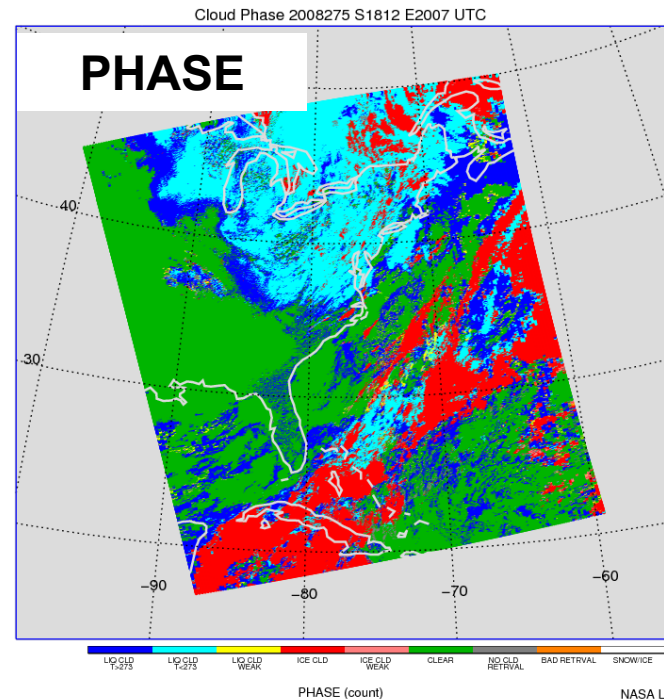 Cloud Phase 2008275 S1812 E2007 UTC
PHASE
40
30
-90
-80
-70
-60
LIQ CLD T>273
LIQ CLD T<273
LIQ CLD WEAK
ICE CLD
ICE CLD WEAK
CLEAR
NO CLD RETRVAL
BAD RETRVAL
SNOW/ICE
PHASE (count)
NASA L